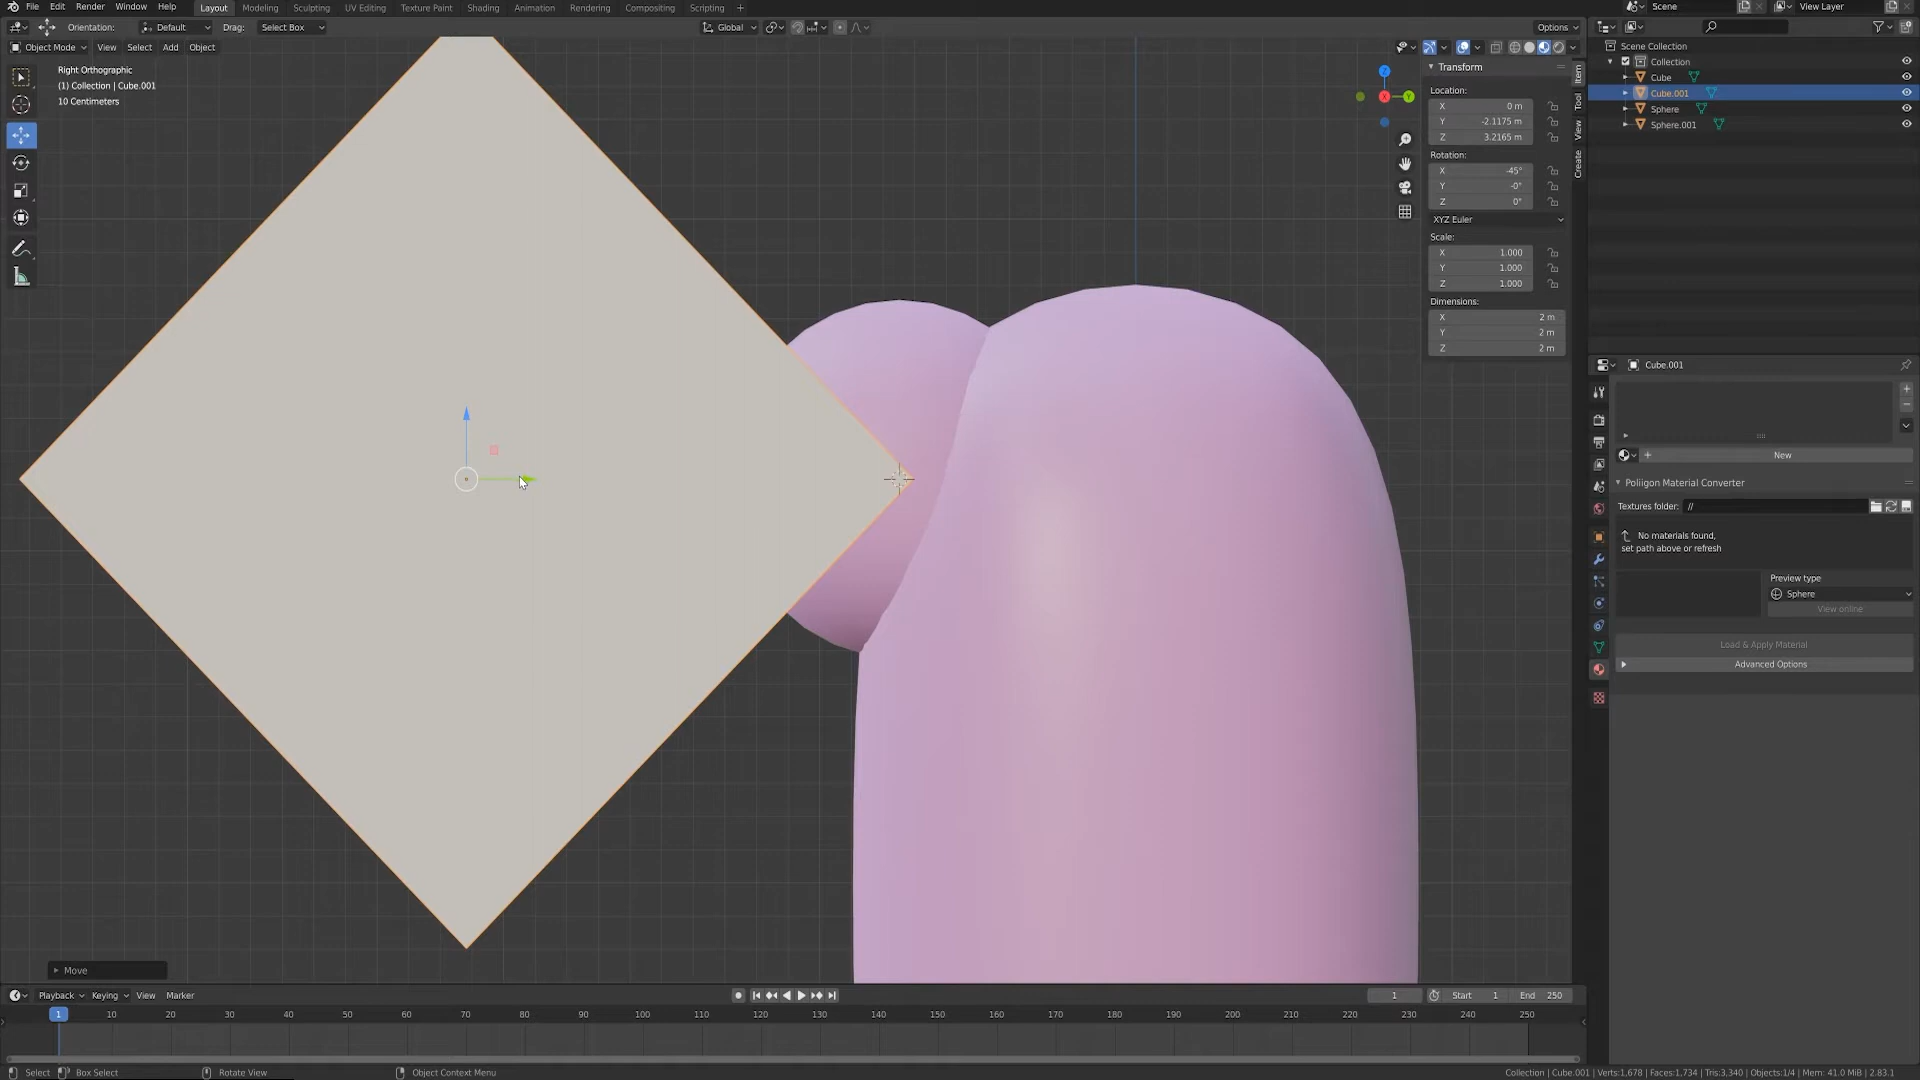 File Edit Render Window Help Layout Modeling Sculpting UV Editing Texture Paint Shading Animation Rendering Compositing Scripting + Scene View Layer
Orientation: Default Drag: Select Box Global Options
Object Mode View Select Add Object
Right Orthographic
(1) Collection | Cube.001
10 Centimeters
Transform
Location:
X 0 m
Y -2.1175 m
Z 3.2165 m
Rotation:
X -45°
Y -0°
Z 0°
XYZ Euler
Scale:
X 1.000
Y 1.000
Z 1.000
Dimensions:
X 2 m
Y 2 m
Z 2 m
Item
Tool
View
Create
Z
X
Y
Scene Collection
Collection
Cube
Cube.001
Sphere
Sphere.001
Cube.001
New
Poliigon Material Converter
Textures folder: //
No materials found,
set path above or refresh
Preview type
Sphere
View online
Load & Apply Material
Advanced Options
Move
Playback Keying View Marker 1 Start 1 End 250
1 10 20 30 40 50 60 70 80 90 100 110 120 130 140 150 160 170 180 190 200 210 220 230 240 250
Select Box Select Rotate View Object Context Menu Collection | Cube.001 | Verts:1,678 | Faces:1,734 | Tris:3,340 | Objects:1/4 | Mem: 41.0 MiB | 2.83.1